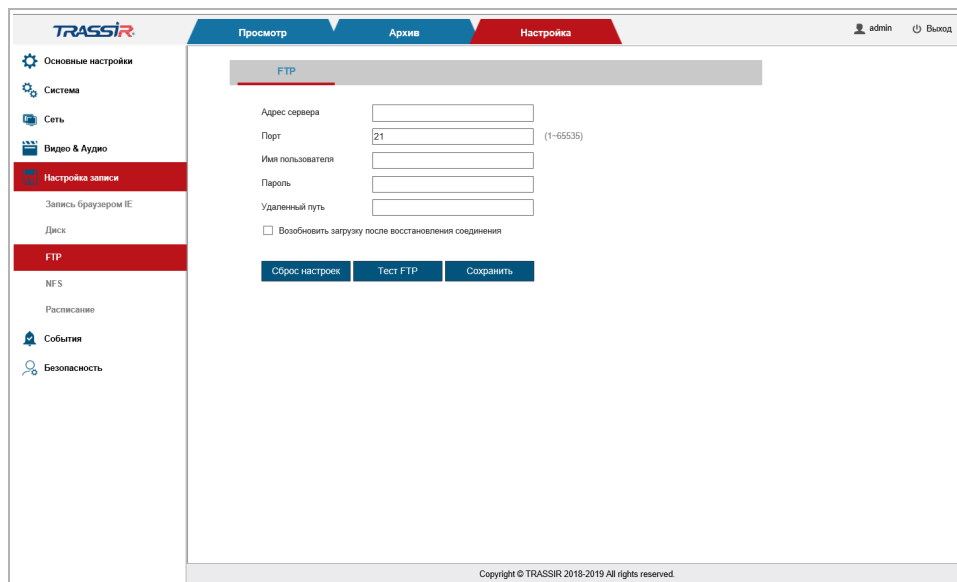 TRASSIR
Просмотр
Архив
Настройка
admin
Выход
Основные настройки
Система
Сеть
Видео & Аудио
Настройка записи
Запись браузером IE
Диск
FTP
NFS
Расписание
События
Безопасность
FTP
Адрес сервера
Порт 21 (1~65535)
Имя пользователя
Пароль
Удаленный путь
Возобновить загрузку после восстановления соединения
Сброс настроек Тест FTP Сохранить
Copyright © TRASSIR 2018-2019 All rights reserved.